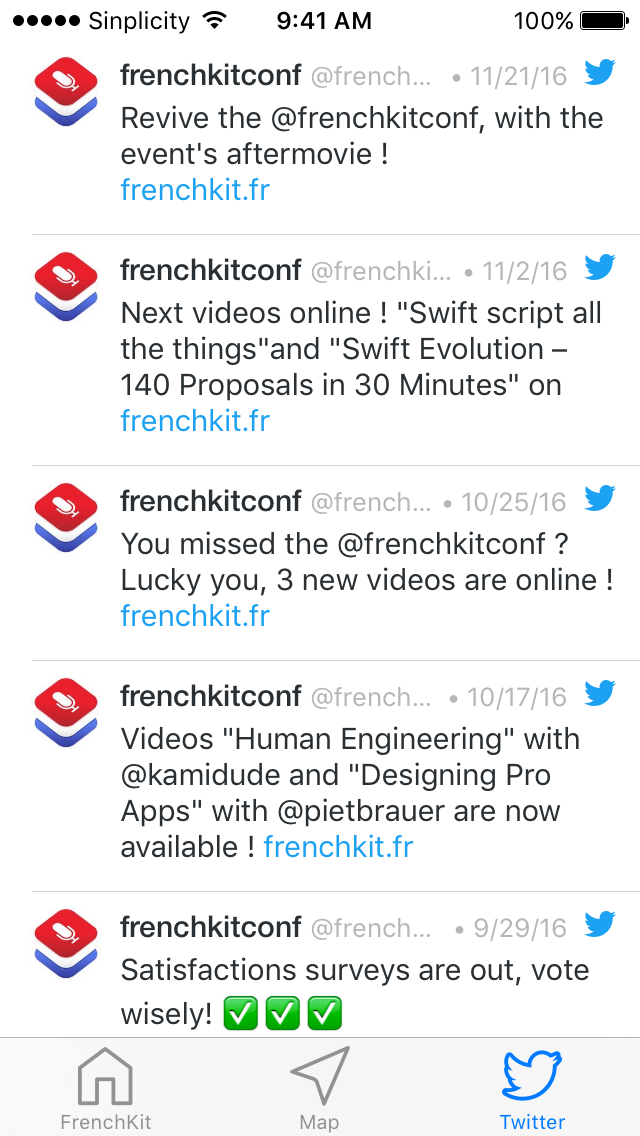 Sinplicity 9:41 AM 100%
frenchkitconf @french... • 11/21/16
Revive the @frenchkitconf, with the
event's aftermovie !
frenchkit.fr
frenchkitconf @frenchki... • 11/2/16
Next videos online ! "Swift script all
the things"and "Swift Evolution –
140 Proposals in 30 Minutes" on
frenchkit.fr
frenchkitconf @french... • 10/25/16
You missed the @frenchkitconf ?
Lucky you, 3 new videos are online !
frenchkit.fr
frenchkitconf @french... • 10/17/16
Videos "Human Engineering" with
@kamidude and "Designing Pro
Apps" with @pietbrauer are now
available ! frenchkit.fr
frenchkitconf @french... • 9/29/16
Satisfactions surveys are out, vote
wisely! ✅✅✅
FrenchKit Map Twitter